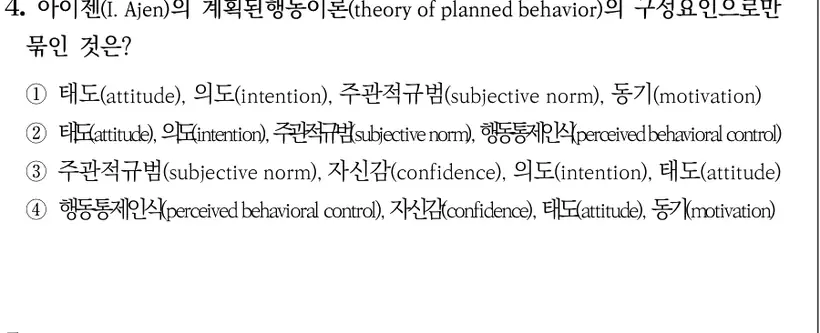 4. 아이젠(I. Ajen)의 계획된행동이론(theory of planned behavior)의 구성요인으로만
묶인 것은?
① 태도(attitude), 의도(intention), 주관적규범(subjective norm), 동기(motivation)
② 태도(attitude), 의도(intention), 주관적규범(subjective norm), 행동통제인식(perceived behavioral control)
③ 주관적규범(subjective norm), 자신감(confidence), 의도(intention), 태도(attitude)
④ 행동통제인식(perceived behavioral control), 자신감(confidence), 태도(attitude), 동기(motivation)